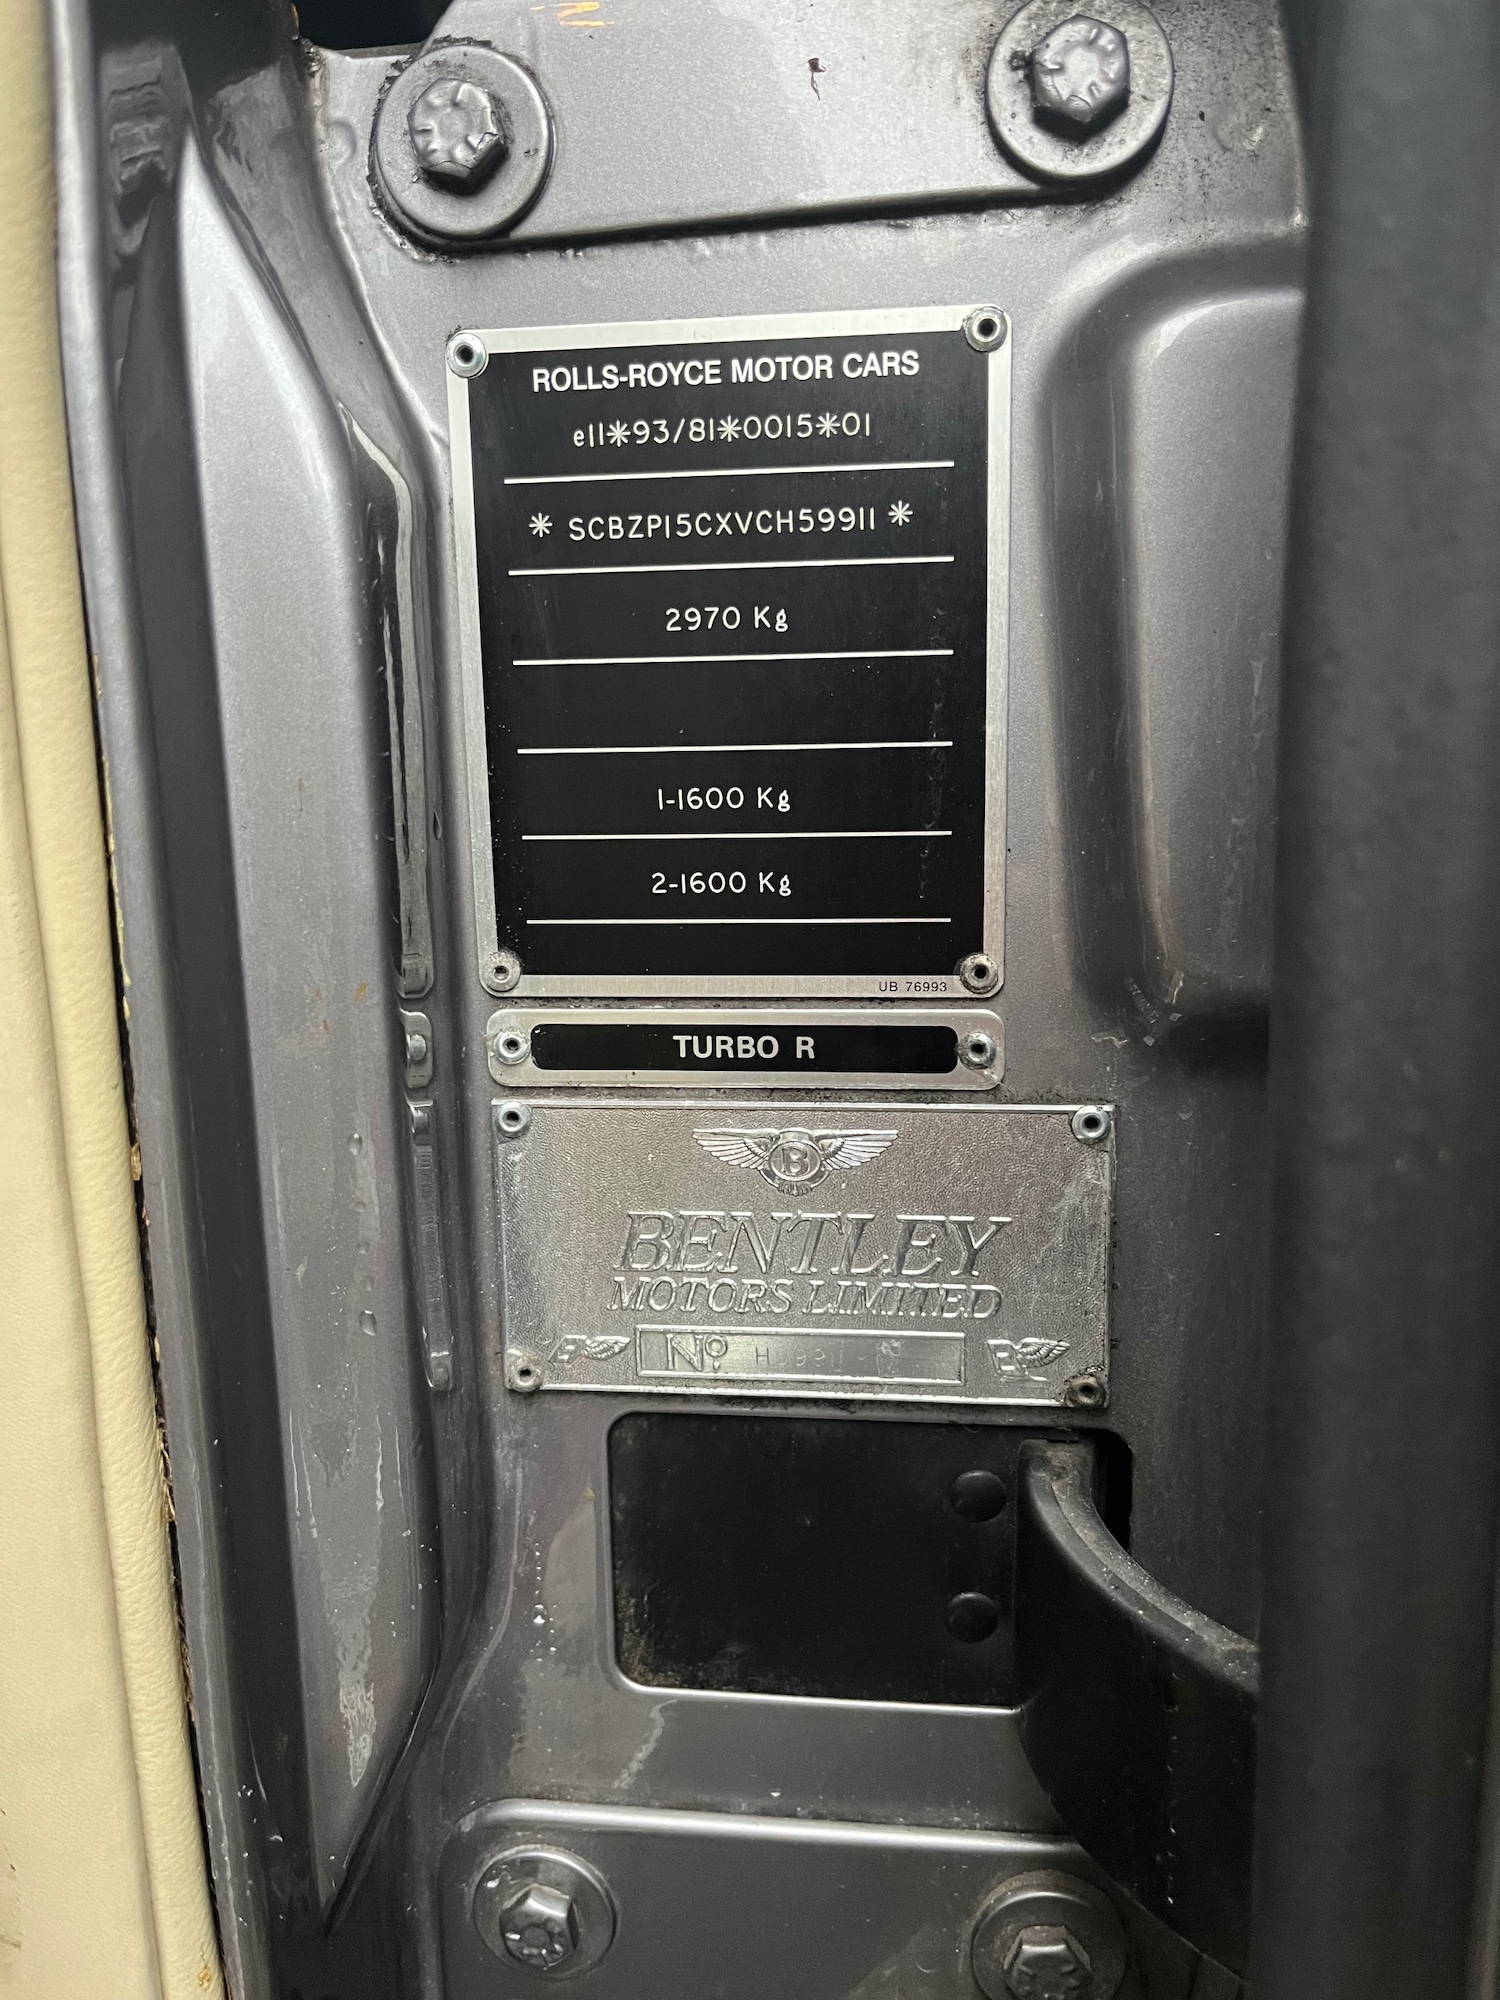 ROLLS-ROYCE MOTOR CARS
e11*93/81*0015*01
* SCBZP15CXVCH59911 *
2970 Kg
1-1600 Kg
2-1600 Kg
UB 76993
TURBO R
B
BENTLEY
MOTORS LIMITED
B Nº B